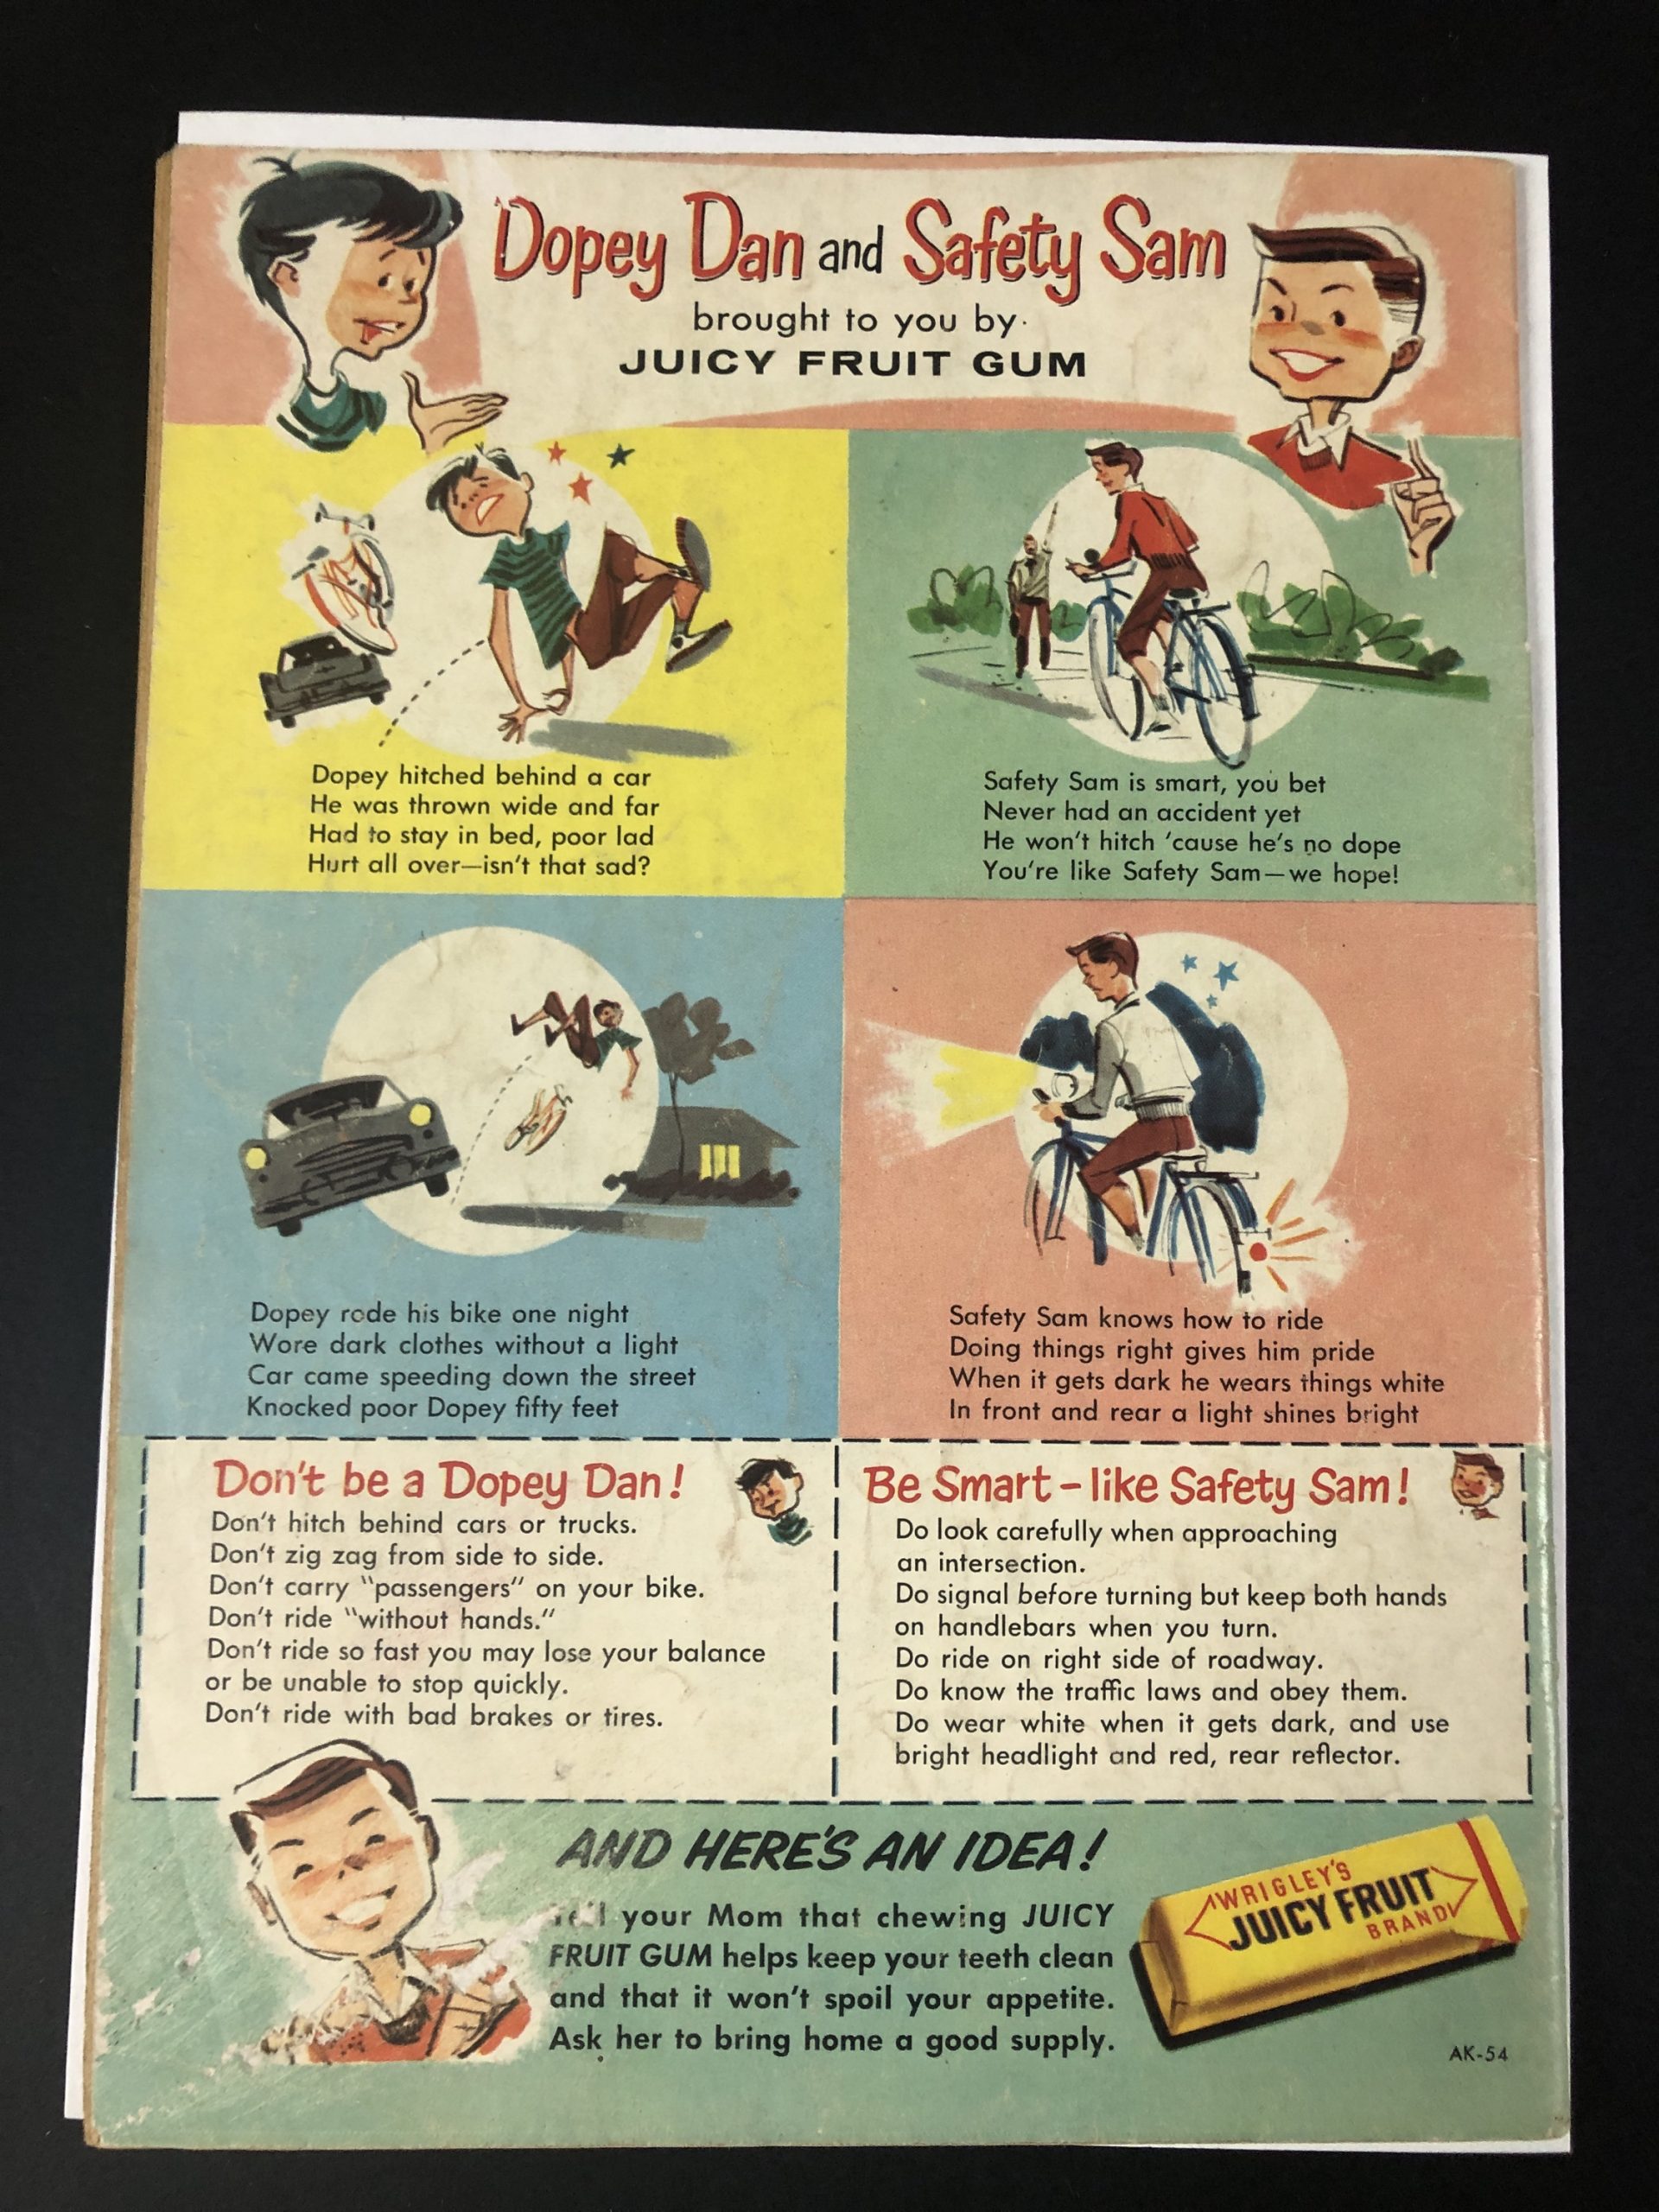 Dopey Dan and Safety Sam
brought to you by
JUICY FRUIT GUM
Dopey hitched behind a car
He was thrown wide and far
Had to stay in bed, poor lad
Hurt all over—isn't that sad?
Safety Sam is smart, you bet
Never had an accident yet
He won't hitch 'cause he's no dope
You're like Safety Sam—we hope!
Dopey rode his bike one night
Wore dark clothes without a light
Car came speeding down the street
Knocked poor Dopey fifty feet
Safety Sam knows how to ride
Doing things right gives him pride
When it gets dark he wears things white
In front and rear a light shines bright
Don't be a Dopey Dan!
Don't hitch behind cars or trucks.
Don't zig zag from side to side.
Don't carry "passengers" on your bike.
Don't ride "without hands."
Don't ride so fast you may lose your balance
or be unable to stop quickly.
Don't ride with bad brakes or tires.
Be Smart—like Safety Sam!
Do look carefully when approaching
an intersection.
Do signal before turning but keep both hands
on handlebars when you turn.
Do ride on right side of roadway.
Do know the traffic laws and obey them.
Do wear white when it gets dark, and use
bright headlight and red, rear reflector.
AND HERE'S AN IDEA!
Tell your Mom that chewing JUICY
FRUIT GUM helps keep your teeth clean
and that it won't spoil your appetite.
Ask her to bring home a good supply.
WRIGLEY'S
JUICY FRUIT
BRAND
AK-54